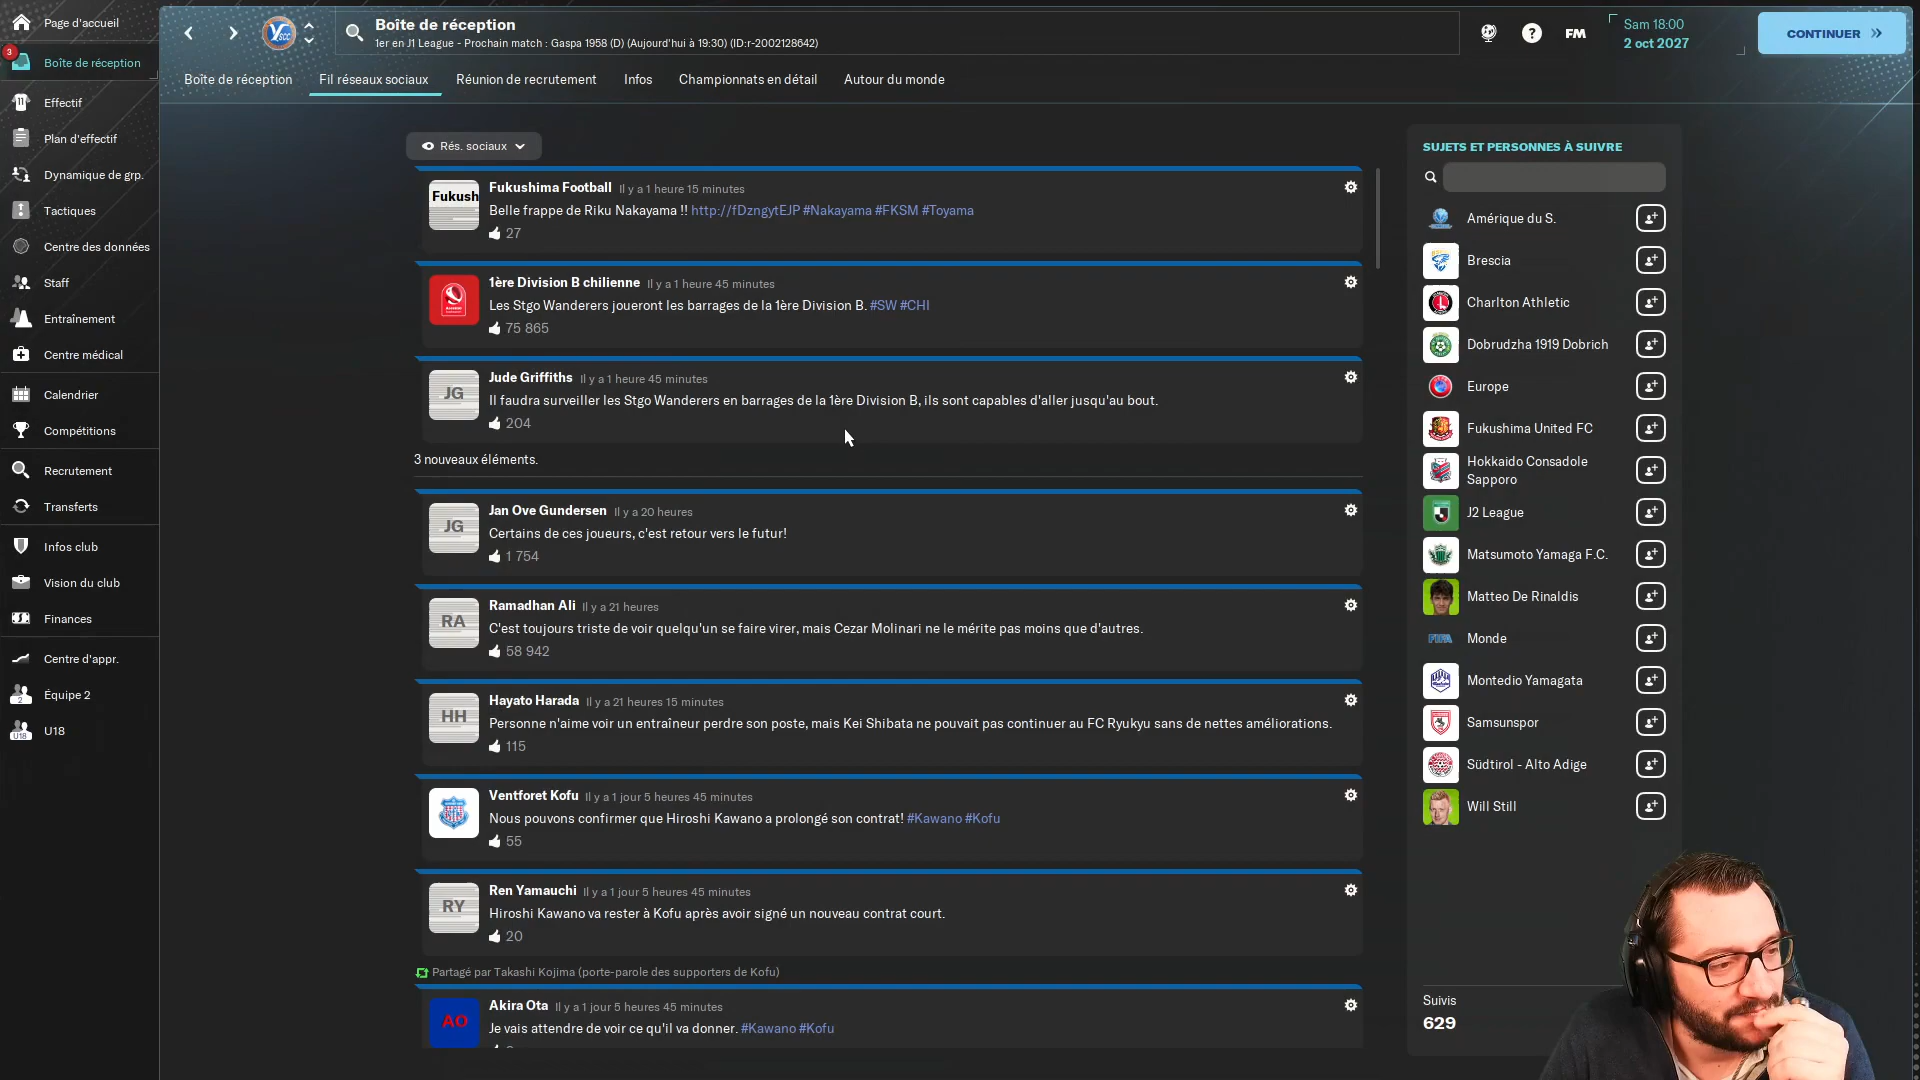 Page d'accueil
3
Boîte de réception
Effectif
Plan d'effectif
Dynamique de grp.
Tactiques
Centre des données
Staff
Entraînement
Centre médical
Calendrier
Compétitions
Recrutement
Transferts
Infos club
Vision du club
Finances
Centre d'appr.
2
Équipe 2
U18
U18
YSCC
Boîte de réception
1er en J1 League - Prochain match : Gaspa 1958 (D) (Aujourd'hui à 19:30) (ID:r-2002128642)
FM
Sam 18:00
2 oct 2027
CONTINUER
Boîte de réception
Fil réseaux sociaux
Réunion de recrutement
Infos
Championnats en détail
Autour du monde
Rés. sociaux
Fukush
Fukushima Football Il y a 1 heure 15 minutes
Belle frappe de Riku Nakayama !! http://fDzngytEJP #Nakayama #FKSM #Toyama
27
1ère Division B chilienne Il y a 1 heure 45 minutes
Les Stgo Wanderers joueront les barrages de la 1ère Division B. #SW #CHI
75 865
JG
Jude Griffiths Il y a 1 heure 45 minutes
Il faudra surveiller les Stgo Wanderers en barrages de la 1ère Division B, ils sont capables d'aller jusqu'au bout.
204
3 nouveaux éléments.
JG
Jan Ove Gundersen Il y a 20 heures
Certains de ces joueurs, c'est retour vers le futur!
1 754
RA
Ramadhan Ali Il y a 21 heures
C'est toujours triste de voir quelqu'un se faire virer, mais Cezar Molinari ne le mérite pas moins que d'autres.
58 942
HH
Hayato Harada Il y a 21 heures 15 minutes
Personne n'aime voir un entraîneur perdre son poste, mais Kei Shibata ne pouvait pas continuer au FC Ryukyu sans de nettes améliorations.
115
Ventforet Kofu Il y a 1 jour 5 heures 45 minutes
Nous pouvons confirmer que Hiroshi Kawano a prolongé son contrat! #Kawano #Kofu
55
RY
Ren Yamauchi Il y a 1 jour 5 heures 45 minutes
Hiroshi Kawano va rester à Kofu après avoir signé un nouveau contrat court.
20
Partagé par Takashi Kojima (porte-parole des supporters de Kofu)
AO
Akira Ota Il y a 1 jour 5 heures 45 minutes
Je vais attendre de voir ce qu'il va donner. #Kawano #Kofu
SUJETS ET PERSONNES À SUIVRE
Amérique du S.
Brescia
Charlton Athletic
Dobrudzha 1919 Dobrich
Europe
Fukushima United FC
Hokkaido Consadole
Sapporo
J2 League
Matsumoto Yamaga F.C.
Matteo De Rinaldis
FIFA
Monde
Montedio Yamagata
Samsunspor
Südtirol - Alto Adige
Will Still
Suivis
629